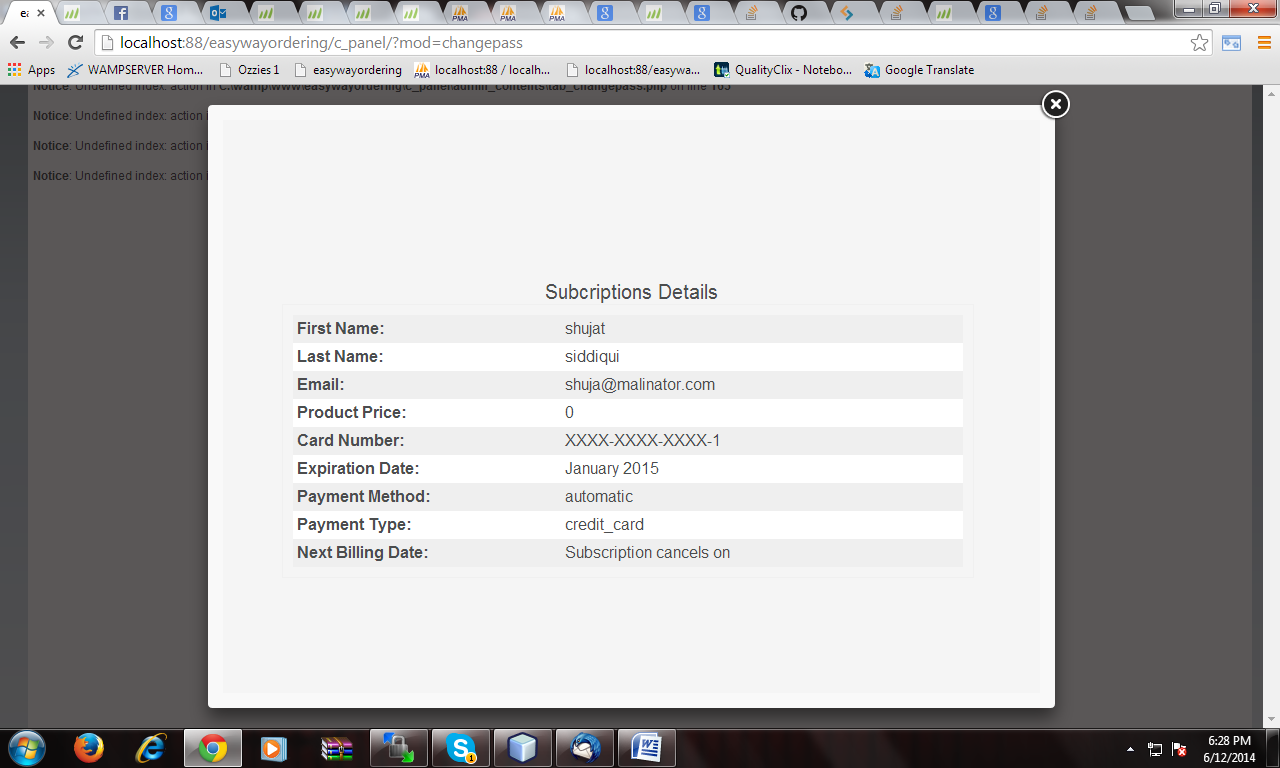 ea
localhost:88/easywayordering/c_panel/?mod=changepass
Apps WAMPSERVER Hom... Ozzies 1 easywayordering localhost:88 / localh... localhost:88/easywa... QualityClix - Notebo... Google Translate
Notice: Undefined index: action in C:\wamp\www\easywayordering\c_panel\admin_contents\tab_changepass.php on line 165
Notice: Undefined index: action i
Notice: Undefined index: action i
Notice: Undefined index: action i
Subcriptions Details
First Name: shujat
Last Name: siddiqui
Email: shuja@malinator.com
Product Price: 0
Card Number: XXXX-XXXX-XXXX-1
Expiration Date: January 2015
Payment Method: automatic
Payment Type: credit_card
Next Billing Date: Subscription cancels on
6:28 PM
6/12/2014